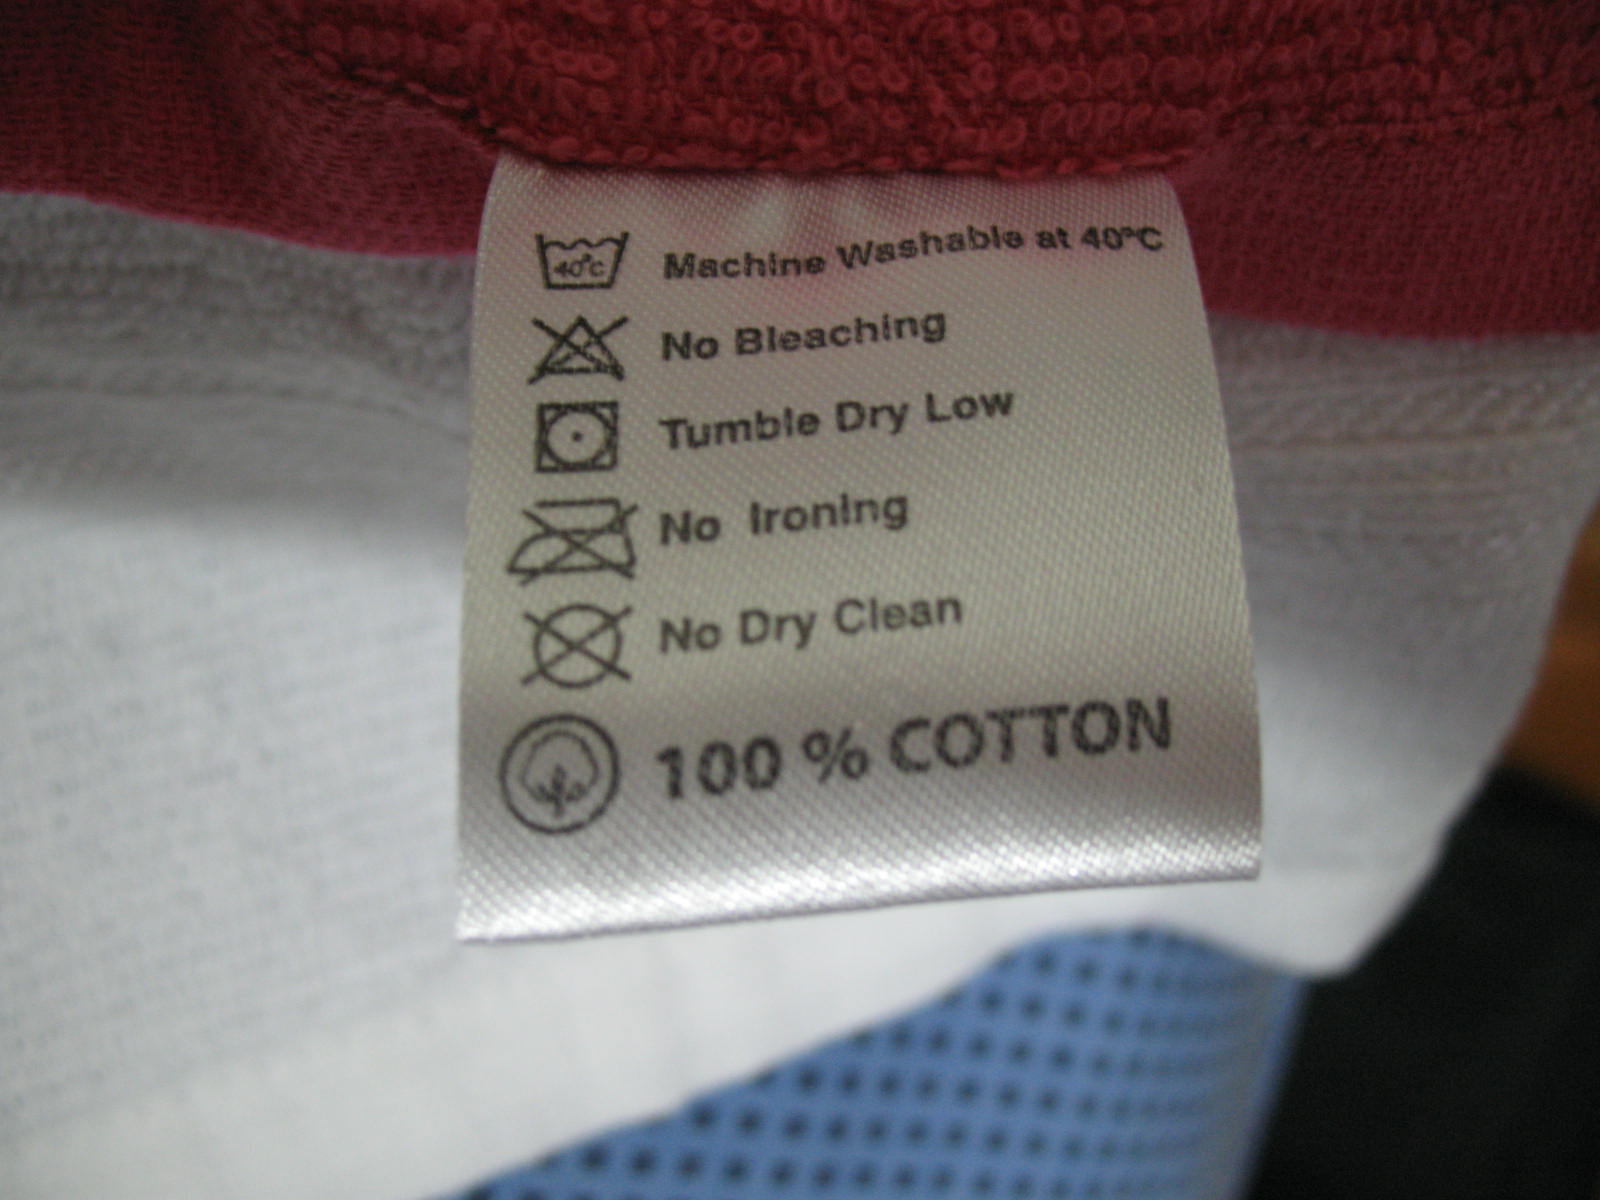 40°C Machine Washable at 40°C
No Bleaching
Tumble Dry Low
No Ironing
No Dry Clean
100 % COTTON